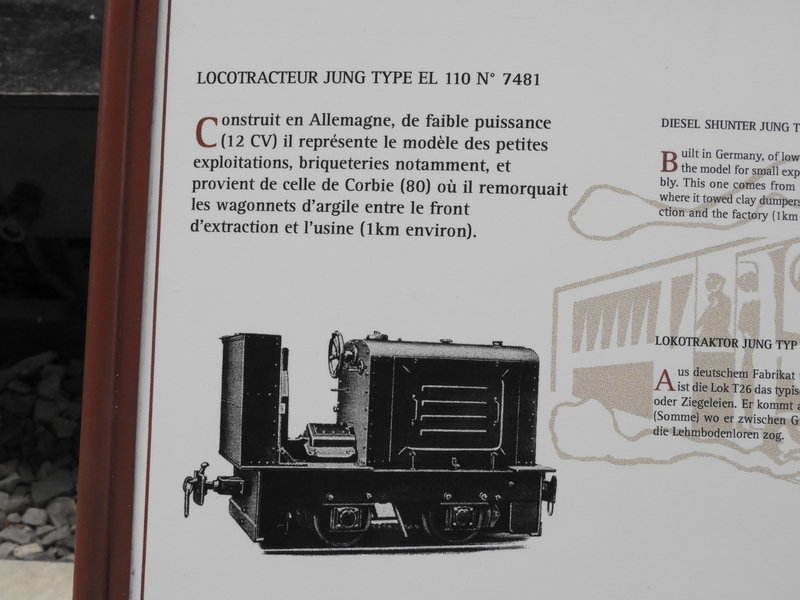 LOCOTRACTEUR JUNG TYPE EL 110 N° 7481
Construit en Allemagne, de faible puissance
(12 CV) il représente le modèle des petites
exploitations, briqueteries notamment, et
provient de celle de Corbie (80) où il remorquait
les wagonnets d'argile entre le front
d'extraction et l'usine (1km environ).
DIESEL SHUNTER JUNG T
Built in Germany, of low
the model for small exp
bly. This one comes from
where it towed clay dumpers
ction and the factory (1km
LOKOTRAKTOR JUNG TYP
Aus deutschem Fabrikat
ist die Lok T26 das typis
oder Ziegeleien. Er kommt a
(Somme) wo er zwischen G
die Lehmbodenloren zog.